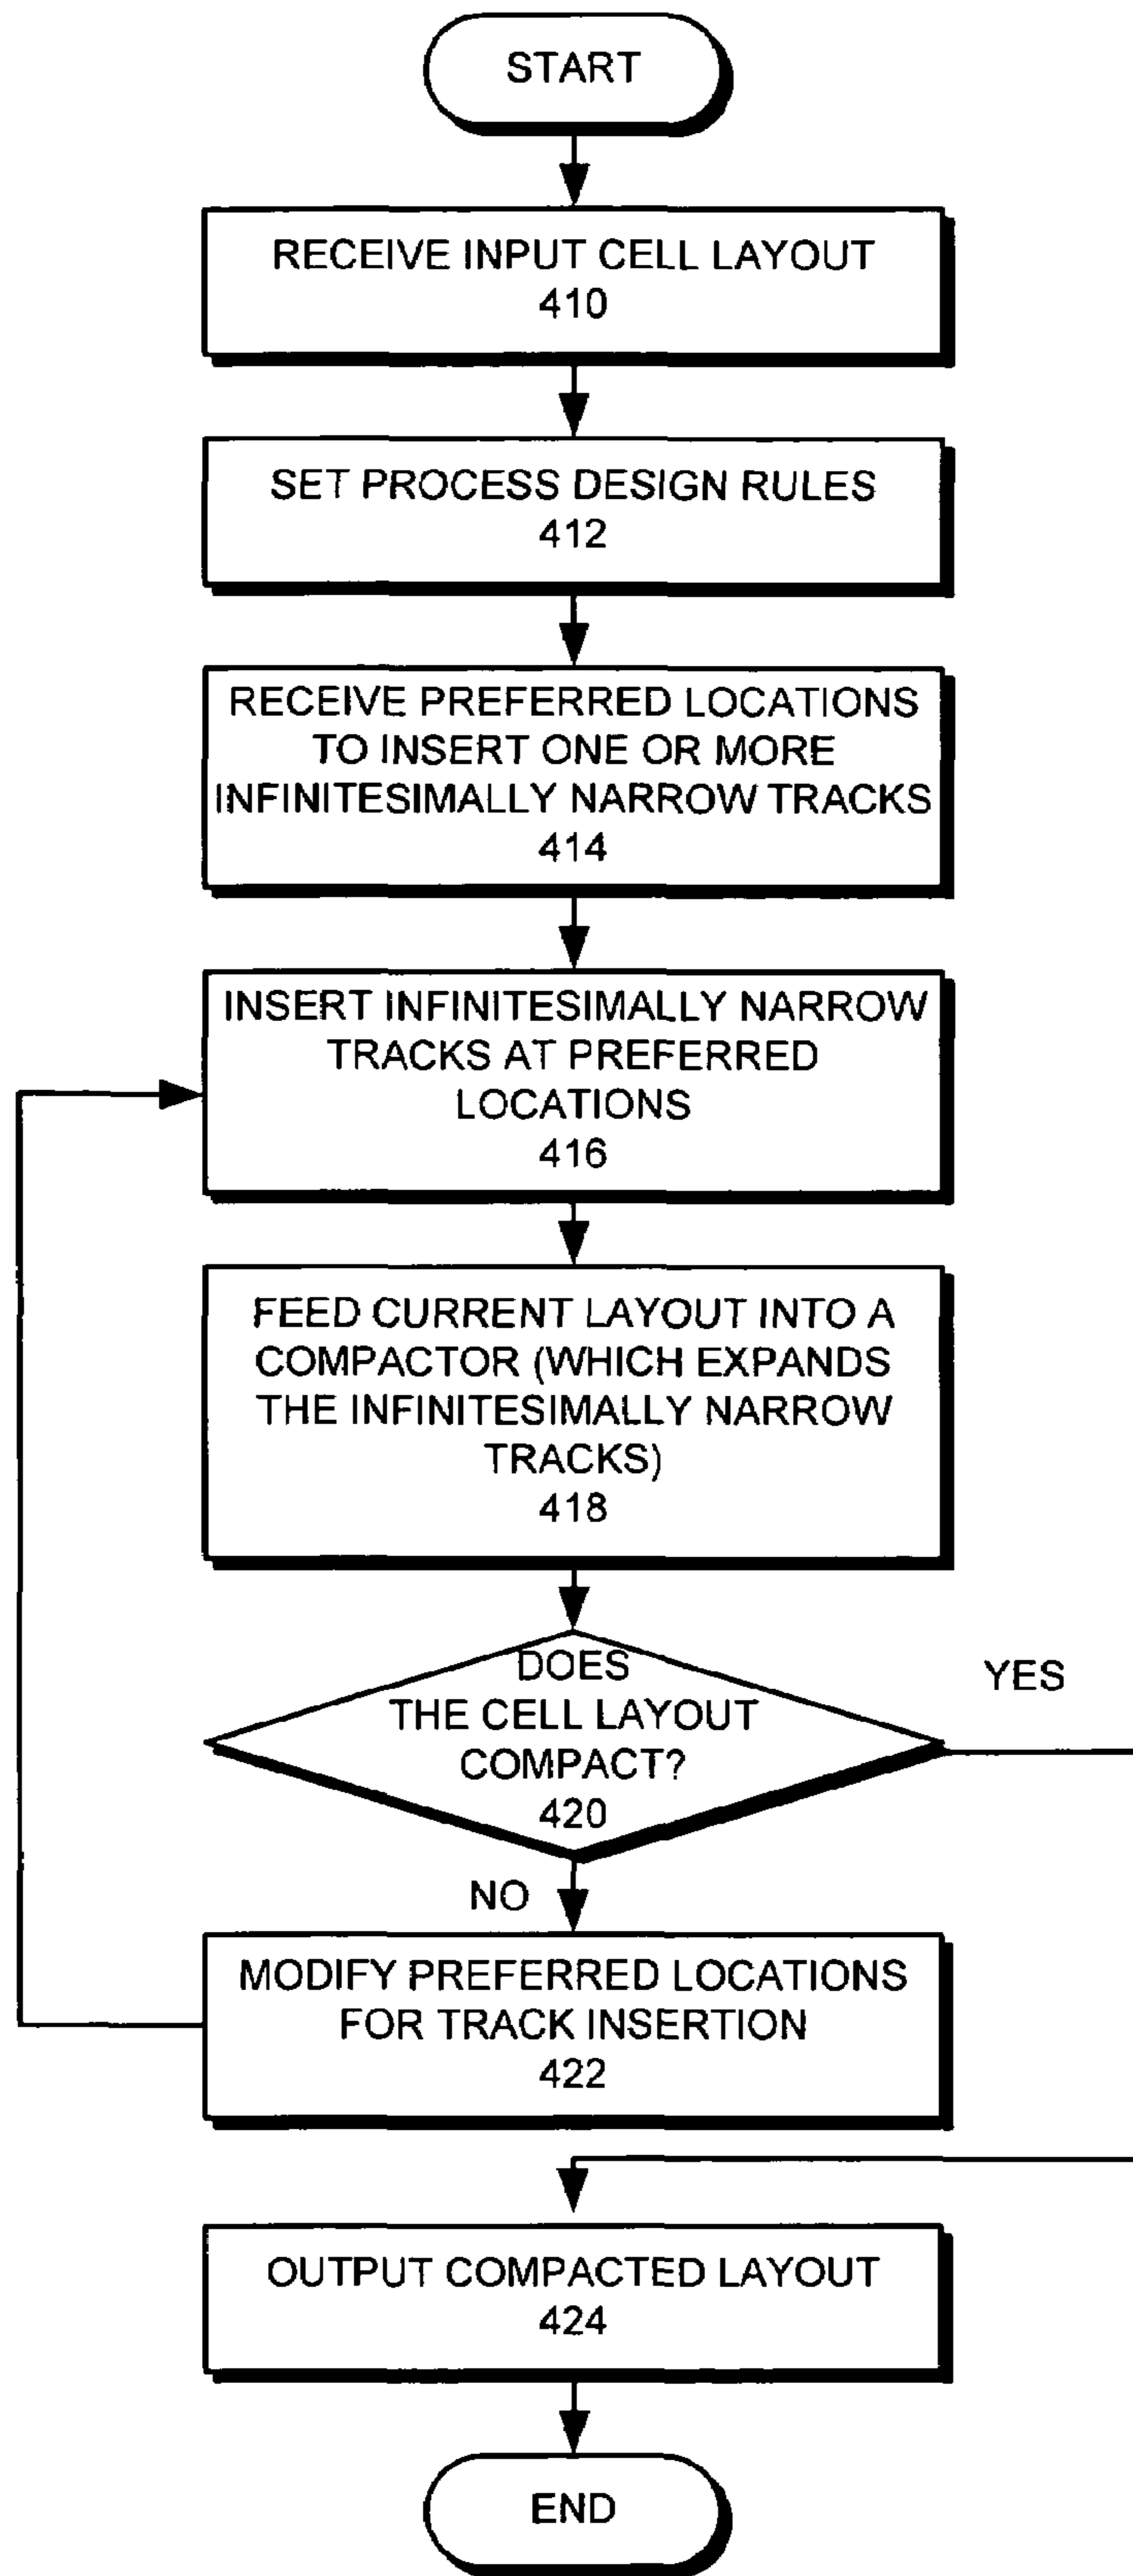 START
RECEIVE INPUT CELL LAYOUT
410
SET PROCESS DESIGN RULES
412
RECEIVE PREFERRED LOCATIONS
TO INSERT ONE OR MORE
INFINITESIMALLY NARROW TRACKS
414
INSERT INFINITESIMALLY NARROW
TRACKS AT PREFERRED
LOCATIONS
416
FEED CURRENT LAYOUT INTO A
COMPACTOR (WHICH EXPANDS
THE INFINITESIMALLY NARROW
TRACKS)
418
DOES
THE CELL LAYOUT
COMPACT?
420
YES
NO
MODIFY PREFERRED LOCATIONS
FOR TRACK INSERTION
422
OUTPUT COMPACTED LAYOUT
424
END